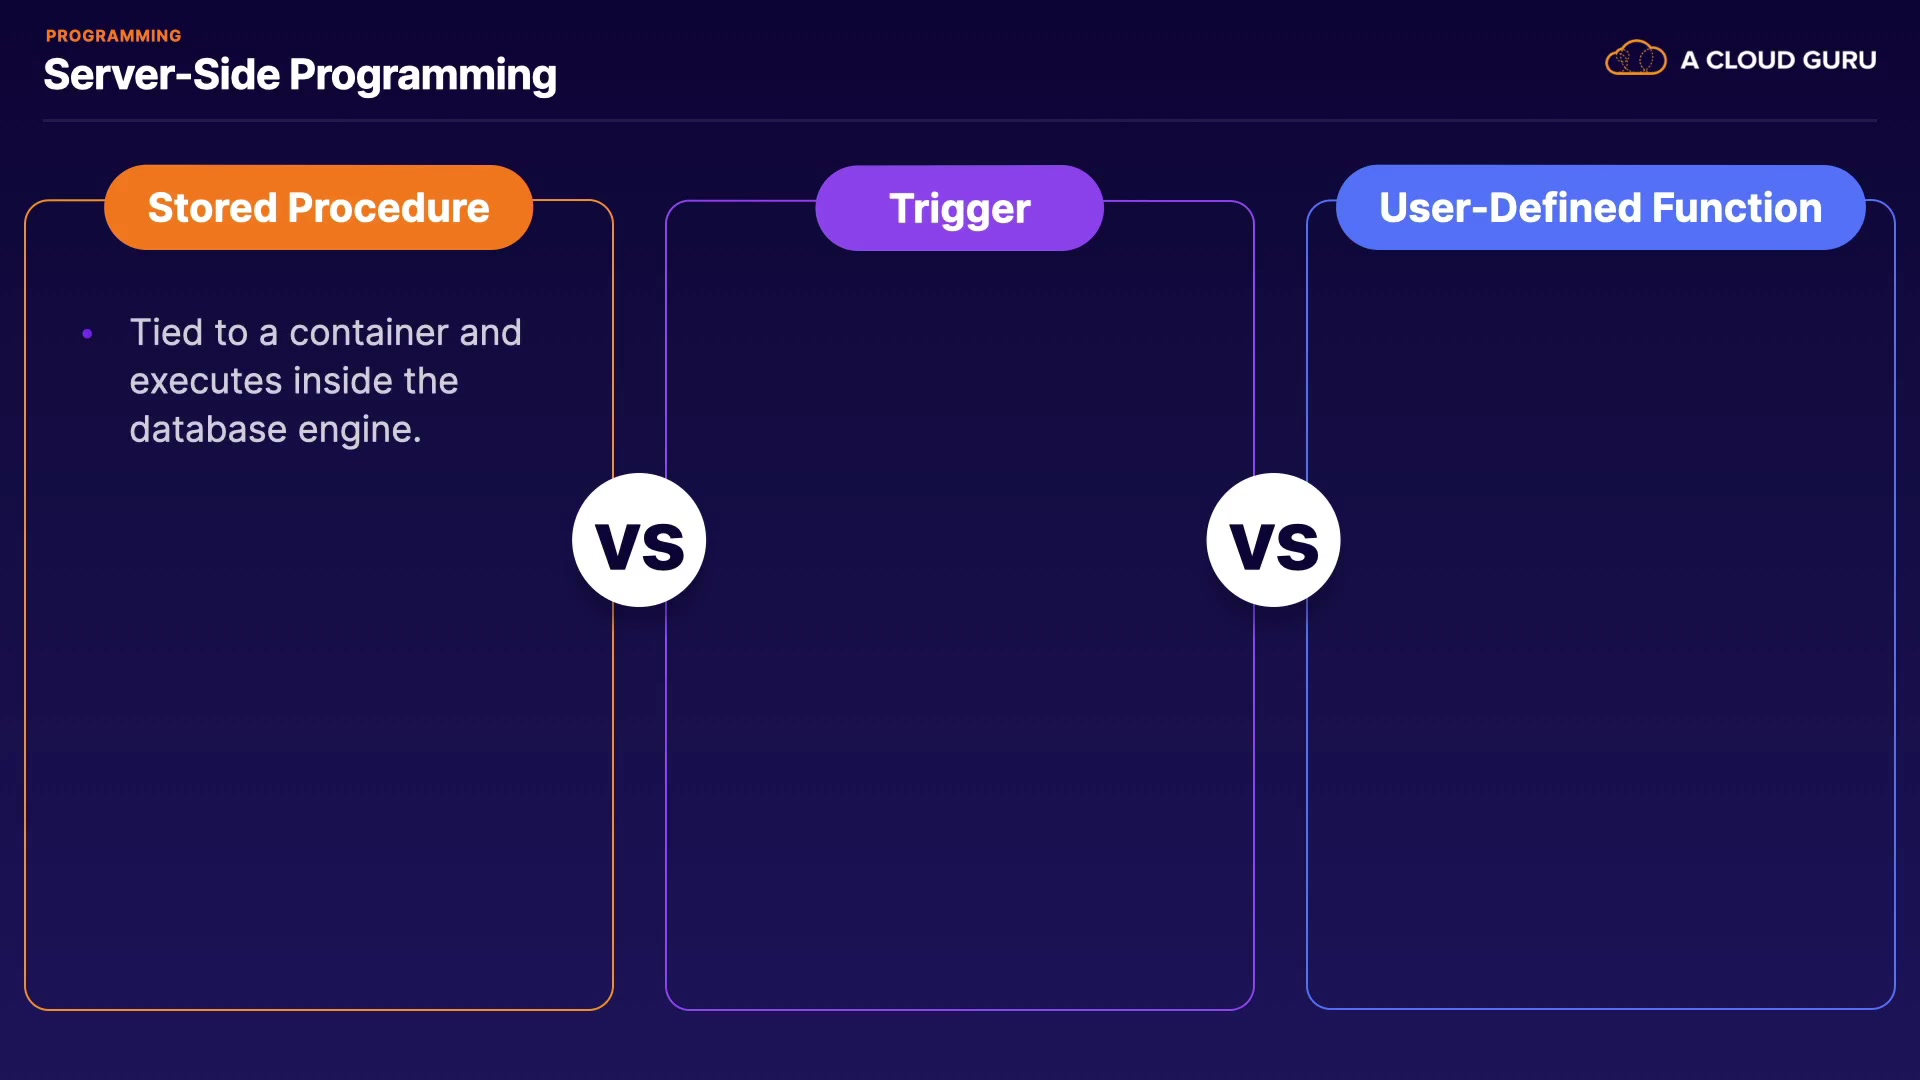 PROGRAMMING
Server-Side Programming
A CLOUD GURU
Stored Procedure
Trigger
User-Defined Function
• Tied to a container and
executes inside the
database engine.
VS
VS